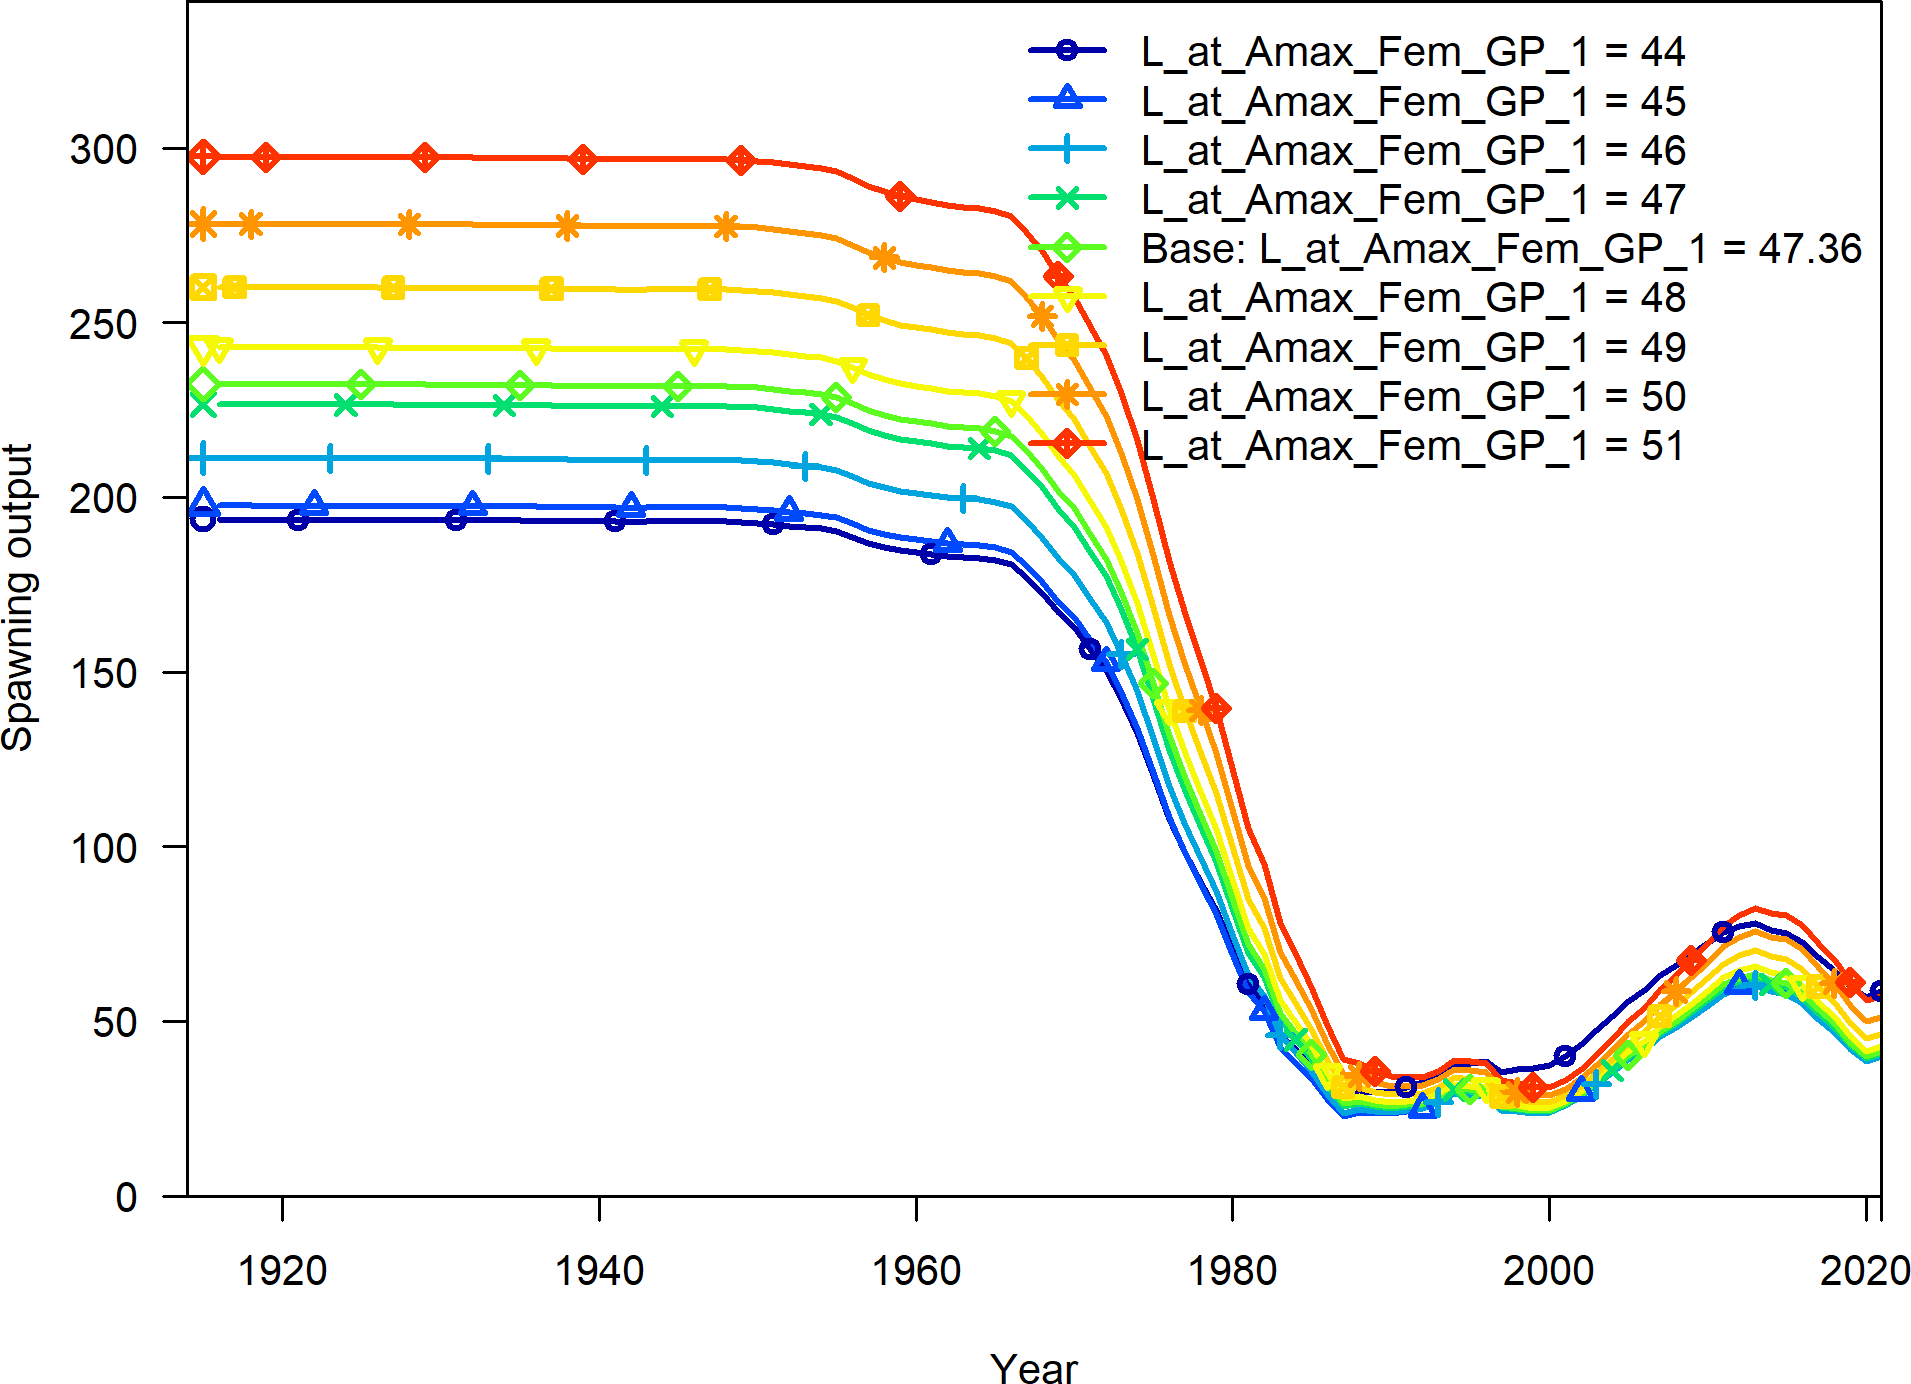 L_at_Amax_Fem_GP_1 = 44
L_at_Amax_Fem_GP_1 = 45
L_at_Amax_Fem_GP_1 = 46
L_at_Amax_Fem_GP_1 = 47
Base: L_at_Amax_Fem_GP_1 = 47.36
L_at_Amax_Fem_GP_1 = 48
L_at_Amax_Fem_GP_1 = 49
L_at_Amax_Fem_GP_1 = 50
L_at_Amax_Fem_GP_1 = 51
Spawning output
300
250
200
150
100
50
0
1920 1940 1960 1980 2000 2020
Year